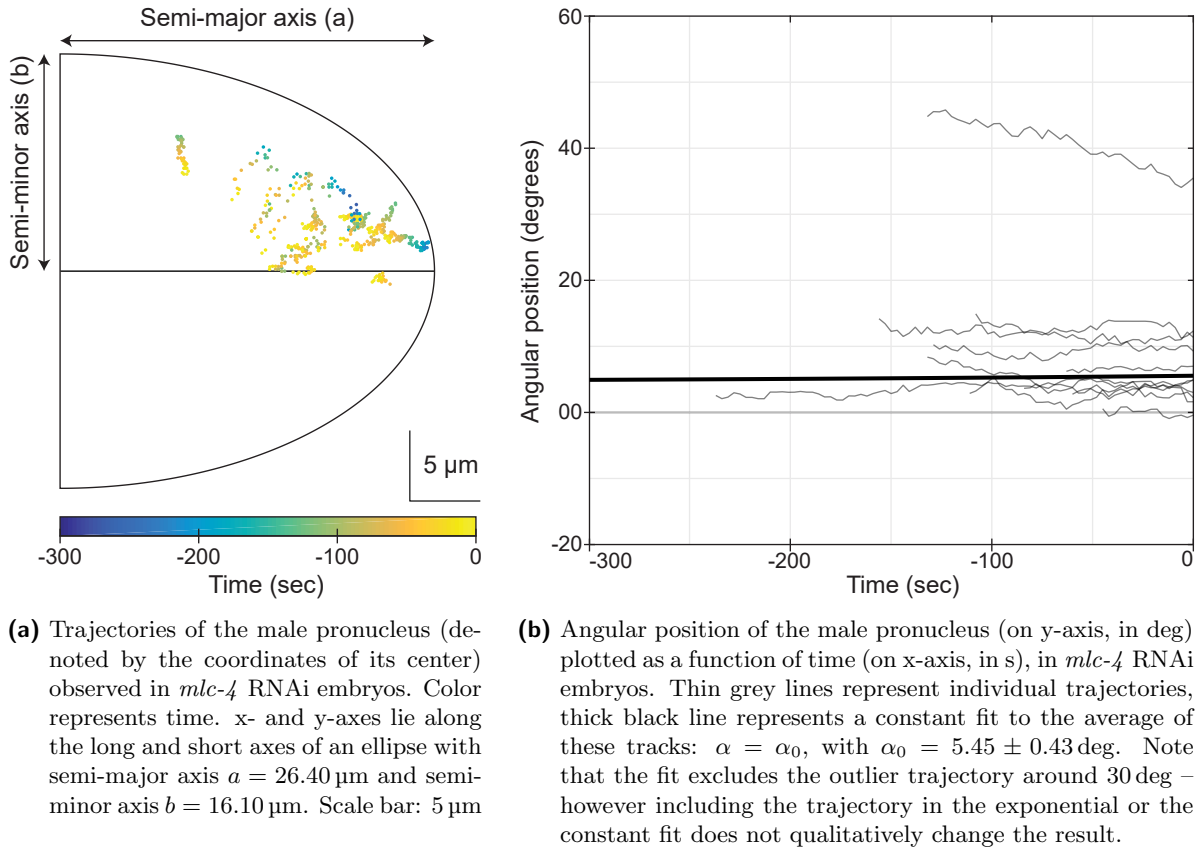 Semi-major axis (a)
Semi-minor axis (b)
5 µm
-300 -200 -100 0
Time (sec)
60
40
20
00
-20
Angular position (degrees)
-300 -200 -100 0
Time (sec)
(a) Trajectories of the male pronucleus (de-
noted by the coordinates of its center)
observed in mlc-4 RNAi embryos. Color
represents time. x- and y-axes lie along
the long and short axes of an ellipse with
semi-major axis a = 26.40 µm and semi-
minor axis b = 16.10 µm. Scale bar: 5 µm
(b) Angular position of the male pronucleus (on y-axis, in deg)
plotted as a function of time (on x-axis, in s), in mlc-4 RNAi
embryos. Thin grey lines represent individual trajectories,
thick black line represents a constant fit to the average of
these tracks: α = α₀, with α₀ = 5.45 ± 0.43 deg. Note
that the fit excludes the outlier trajectory around 30 deg –
however including the trajectory in the exponential or the
constant fit does not qualitatively change the result.